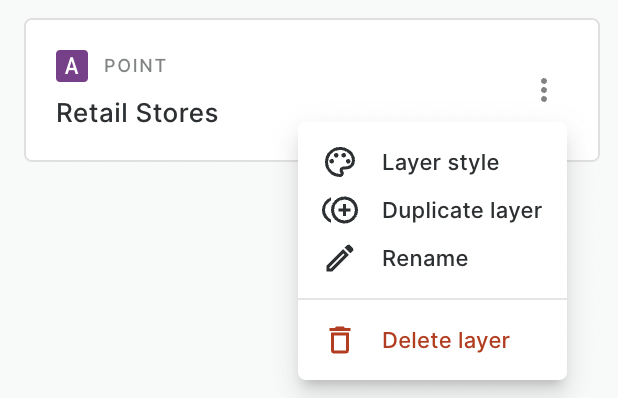 A POINT
Retail Stores
Layer style
Duplicate layer
Rename
Delete layer